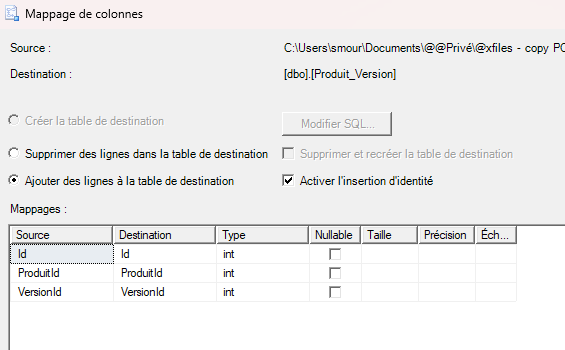 Mappage de colonnes
Source : C:\Users\smour\Documents\@@Privé\@xfiles - copy PC
Destination : [dbo].[Produit_Version]
Créer la table de destination Modifier SQL...
Supprimer des lignes dans la table de destination Supprimer et recréer la table de destination
Ajouter des lignes à la table de destination Activer l'insertion d'identité
Mappages :
Source Destination Type Nullable Taille Précision Éch...
Id Id int
ProduitId ProduitId int
VersionId VersionId int